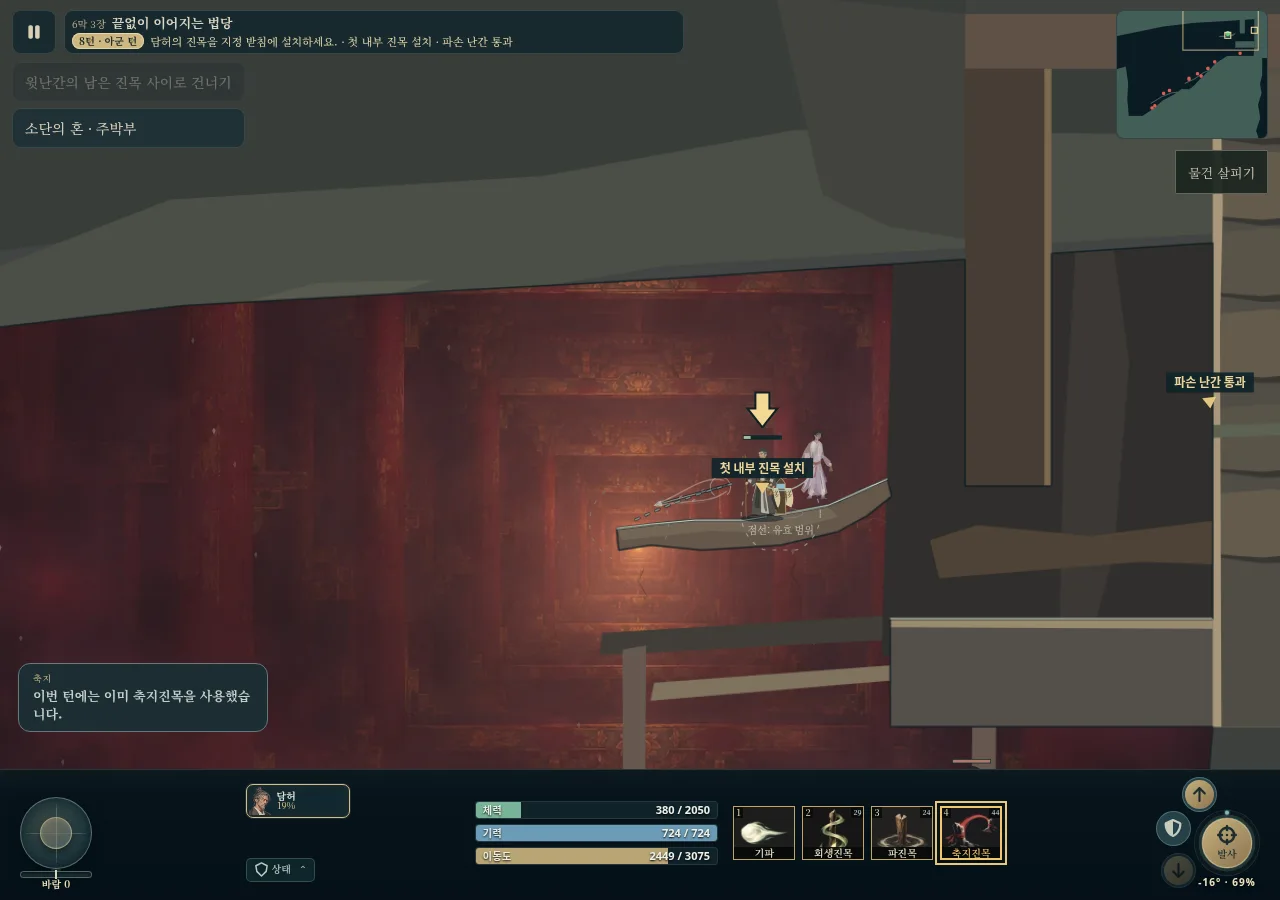 6막 3장 끝없이 이어지는 법당
8턴 · 아군 턴 담허의 진목을 지정 받침에 설치하세요. · 첫 내부 진목 설치 · 파손 난간 통과
윗난간의 남은 진목 사이로 건너기
소단의 혼 · 주박부
물건 살피기
파손 난간 통과
첫 내부 진목 설치
점선: 유효 범위
축지
이번 턴에는 이미 축지진목을 사용했습
니다.
담허
19%
체력 380 / 2050
기력 724 / 724
이동도 2449 / 3075
1 기파
2 29 회생진목
3 24 파진목
4 44 축지진목
바람 0
상태
발사
-16° · 69%